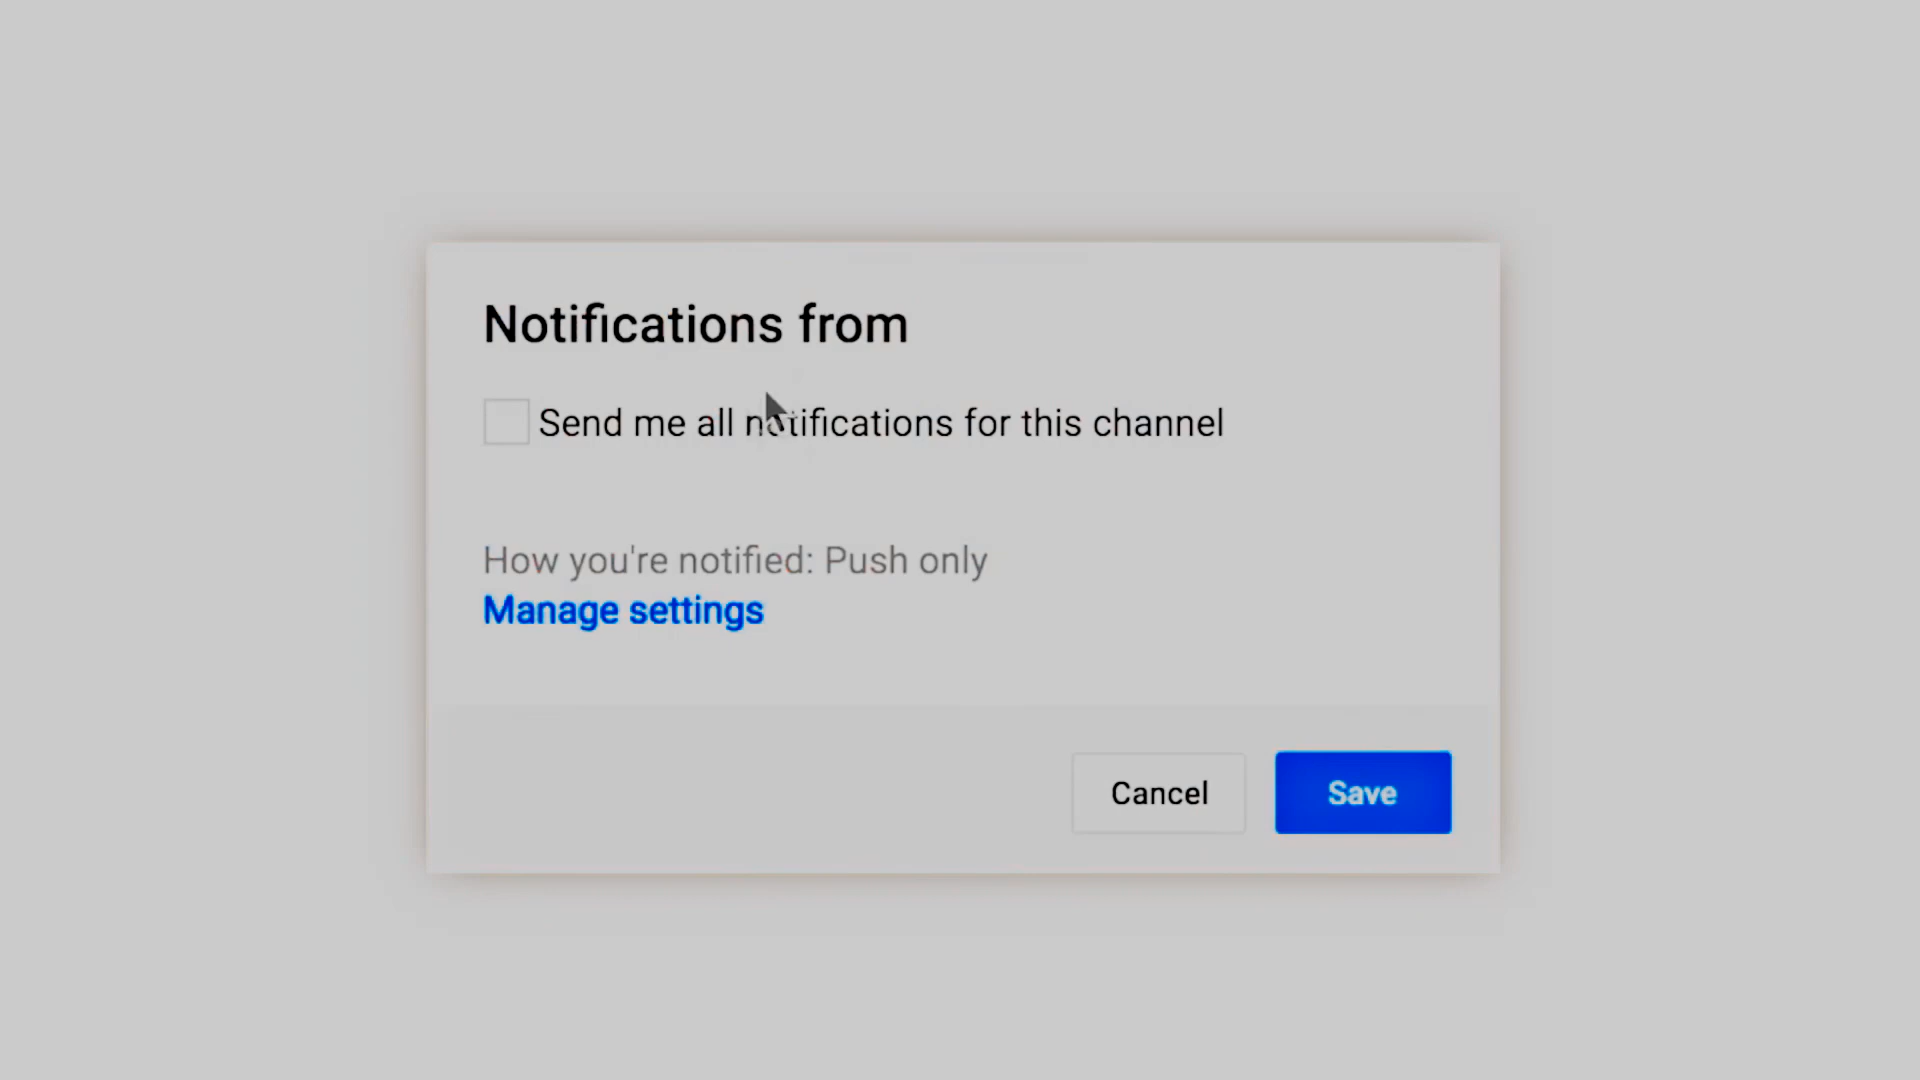 Notifications from
Send me all notifications for this channel
How you're notified: Push only
Manage settings
Cancel
Save